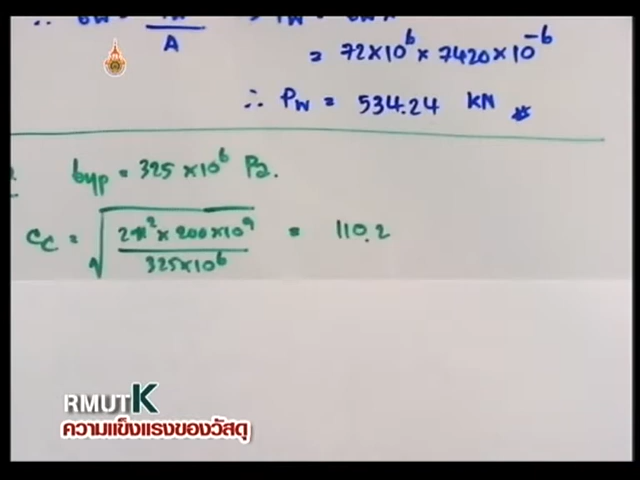 A
= 72×10⁶ × 7420×10⁻⁶
∴ Pw = 534.24 kN
σyp = 325 ×10⁶ Pa.
Cc = √(2π² × 200×10⁹ / 325×10⁶) = 110.2
RMUTK
ความแข็งแรงของวัสดุ